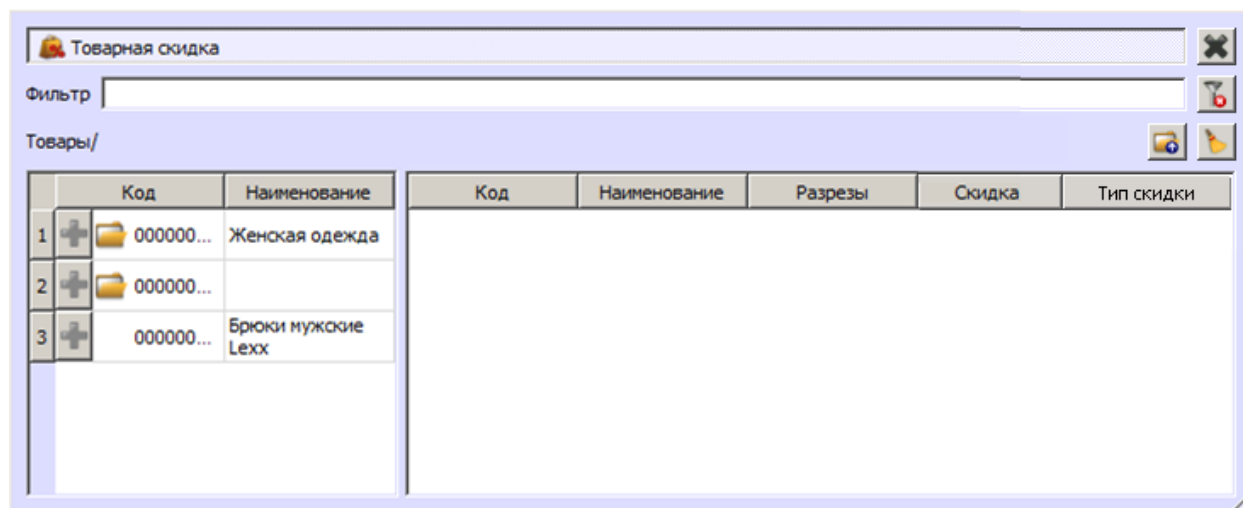 Товарная скидка
Фильтр
Товары/
Код Наименование Код Наименование Разрезы Скидка Тип скидки
1 000000... Женская одежда
2 000000...
3 000000... Брюки мужские
Lexx